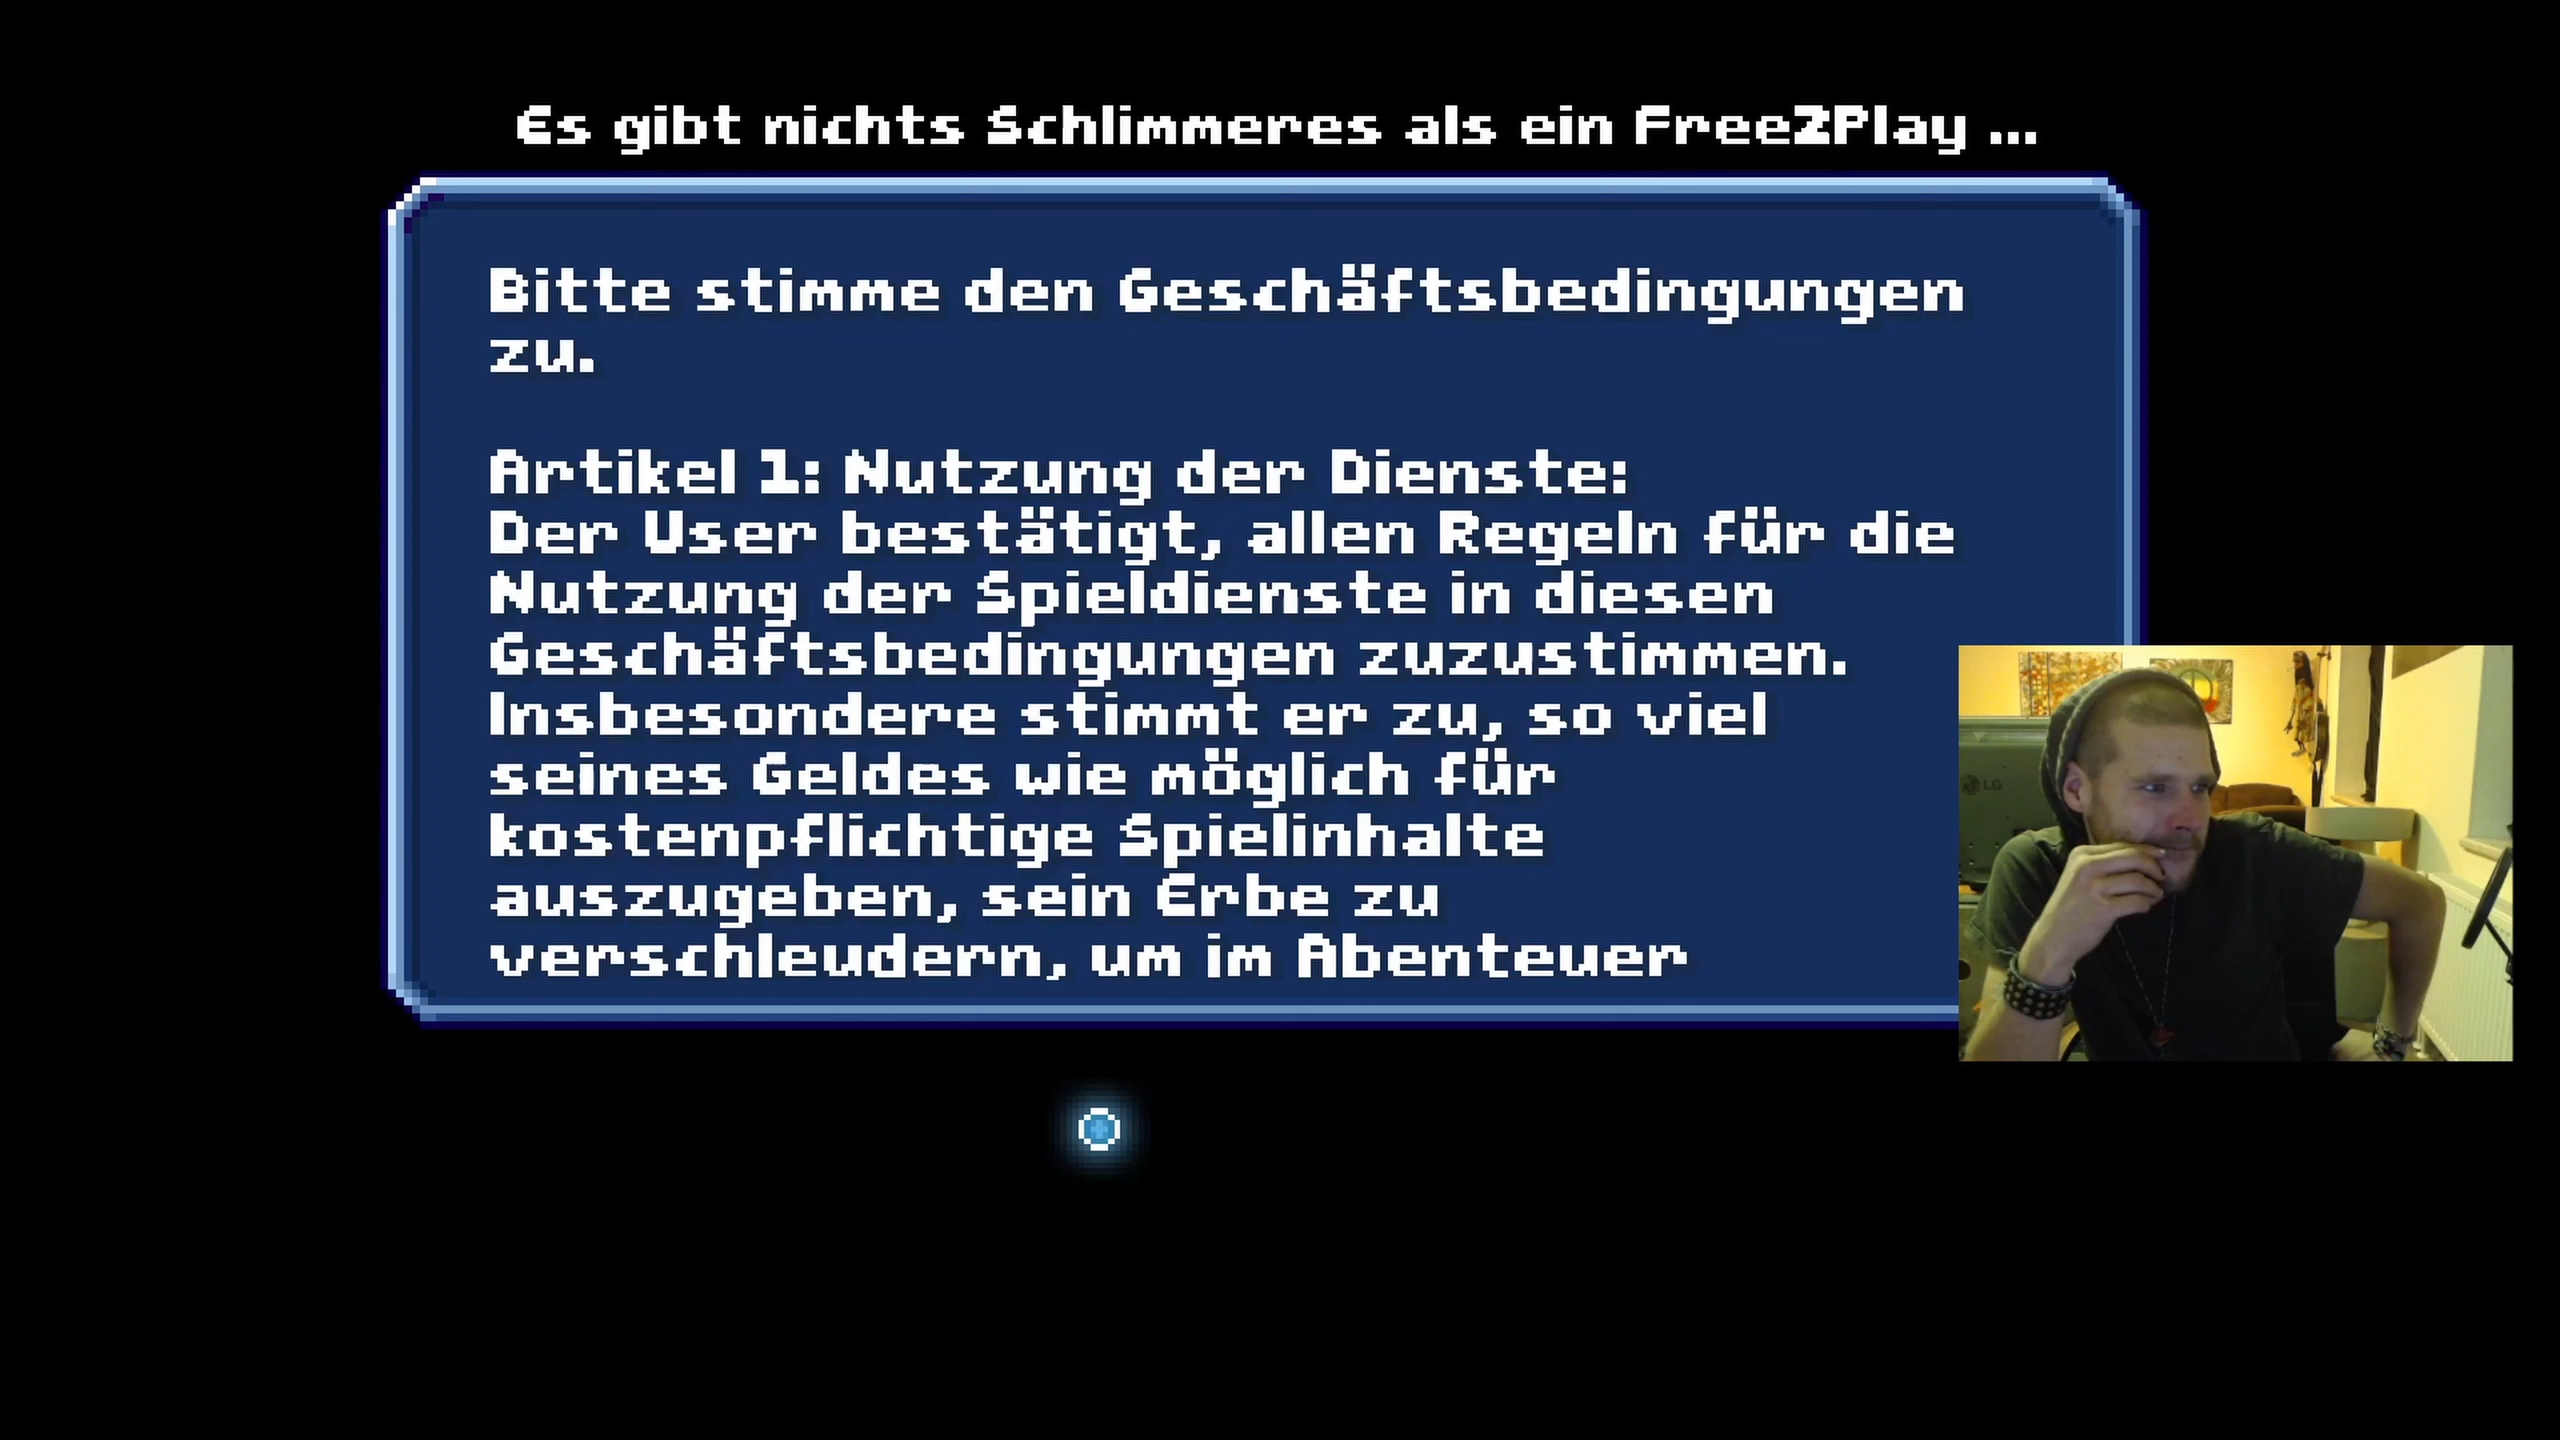 Es gibt nichts Schlimmeres als ein Free2Play ...
Bitte stimme den Geschäftsbedingungen
zu.
Artikel 1: Nutzung der Dienste:
Der User bestätigt, allen Regeln für die
Nutzung der Spieldienste in diesen
Geschäftsbedingungen zuzustimmen.
Insbesondere stimmt er zu, so viel
seines Geldes wie möglich für
kostenpflichtige Spielinhalte
auszugeben, sein Erbe zu
verschleudern, um im Abenteuer
LG